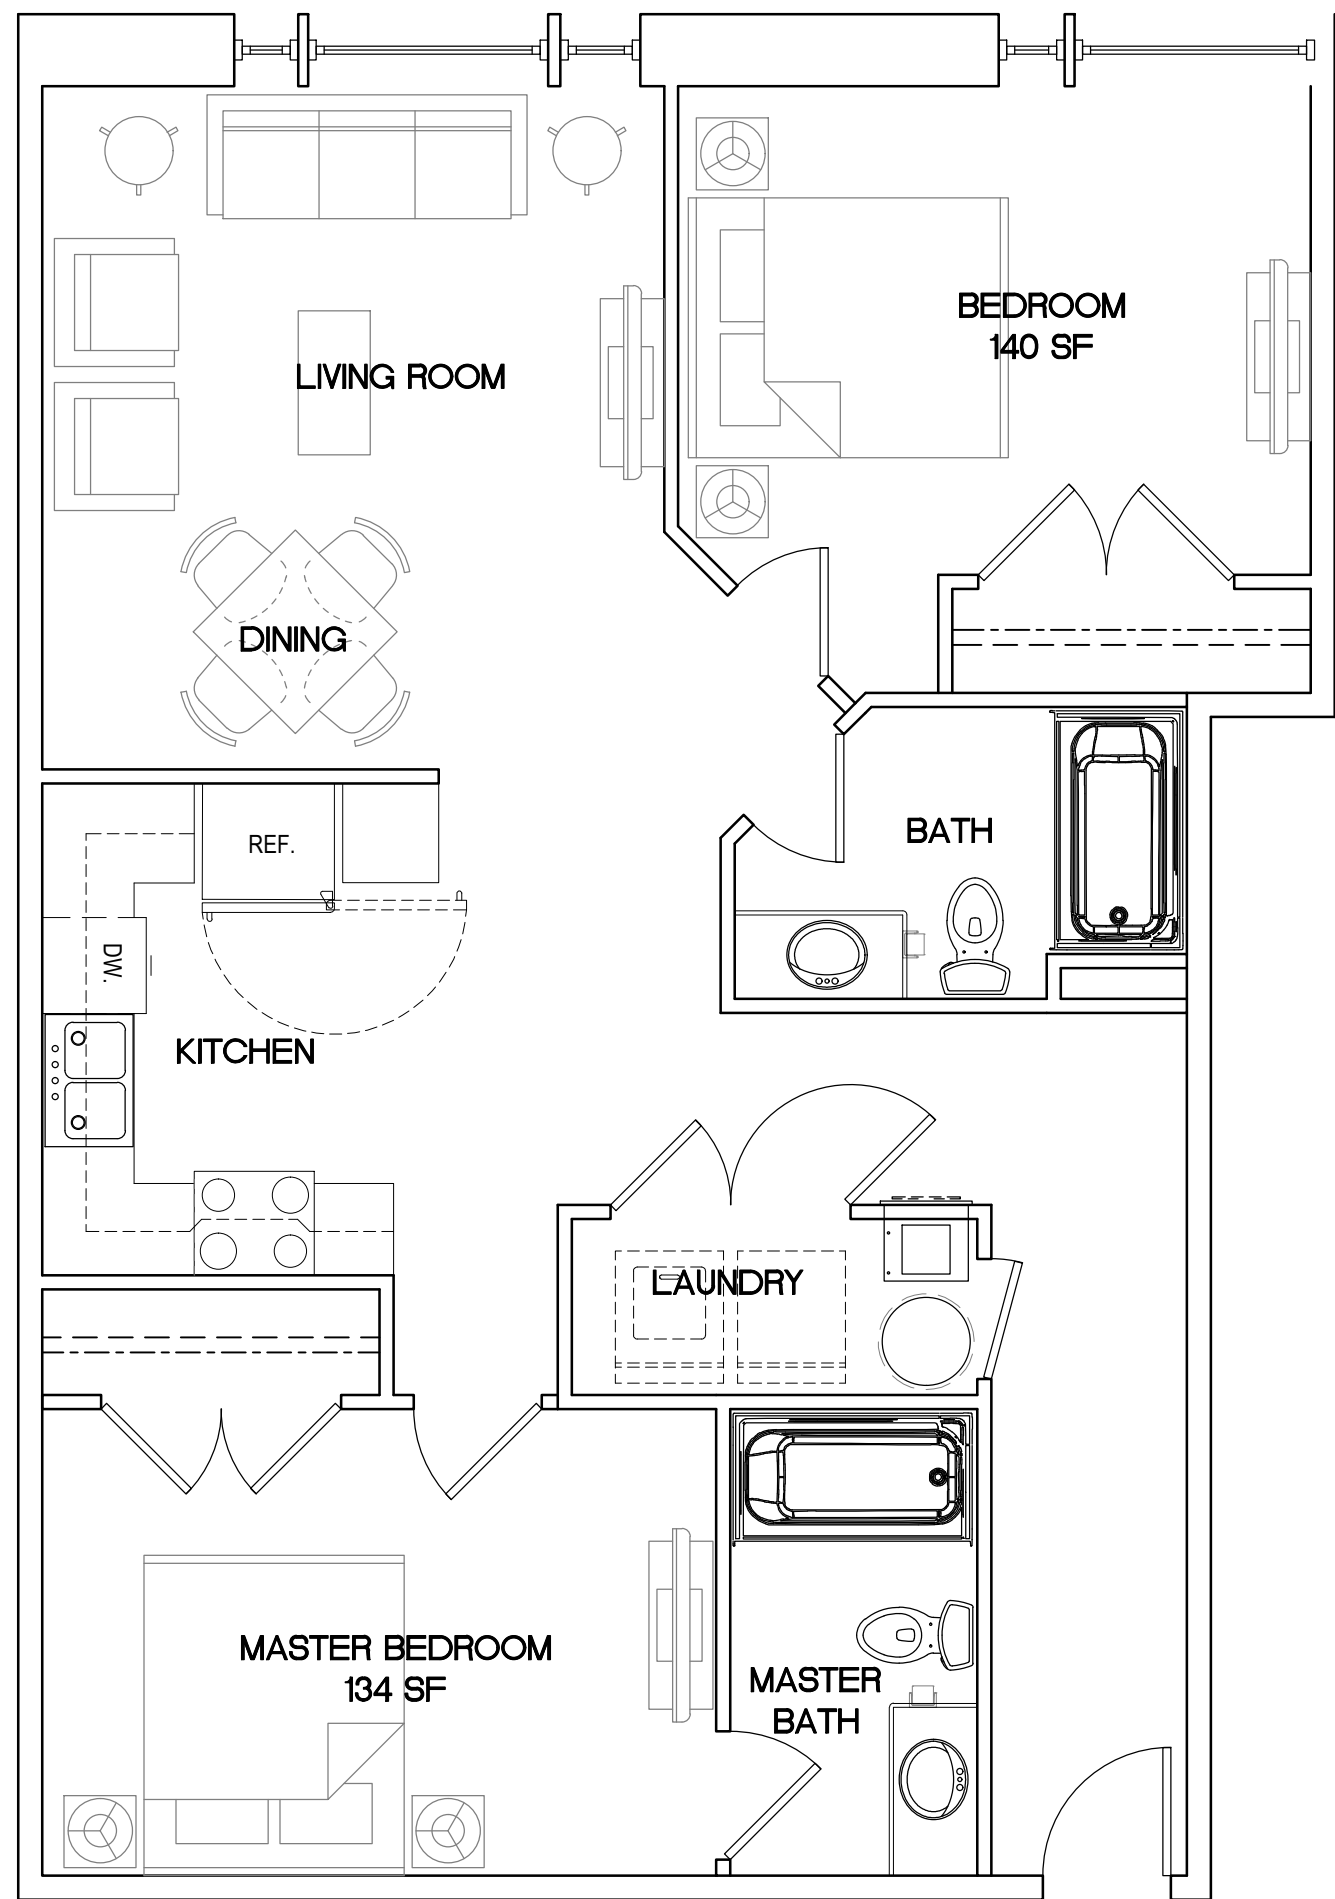 BEDROOM
140 SF
LIVING ROOM
DINING
BATH
REF.
DW.
KITCHEN
LAUNDRY
MASTER BEDROOM
134 SF
MASTER
BATH